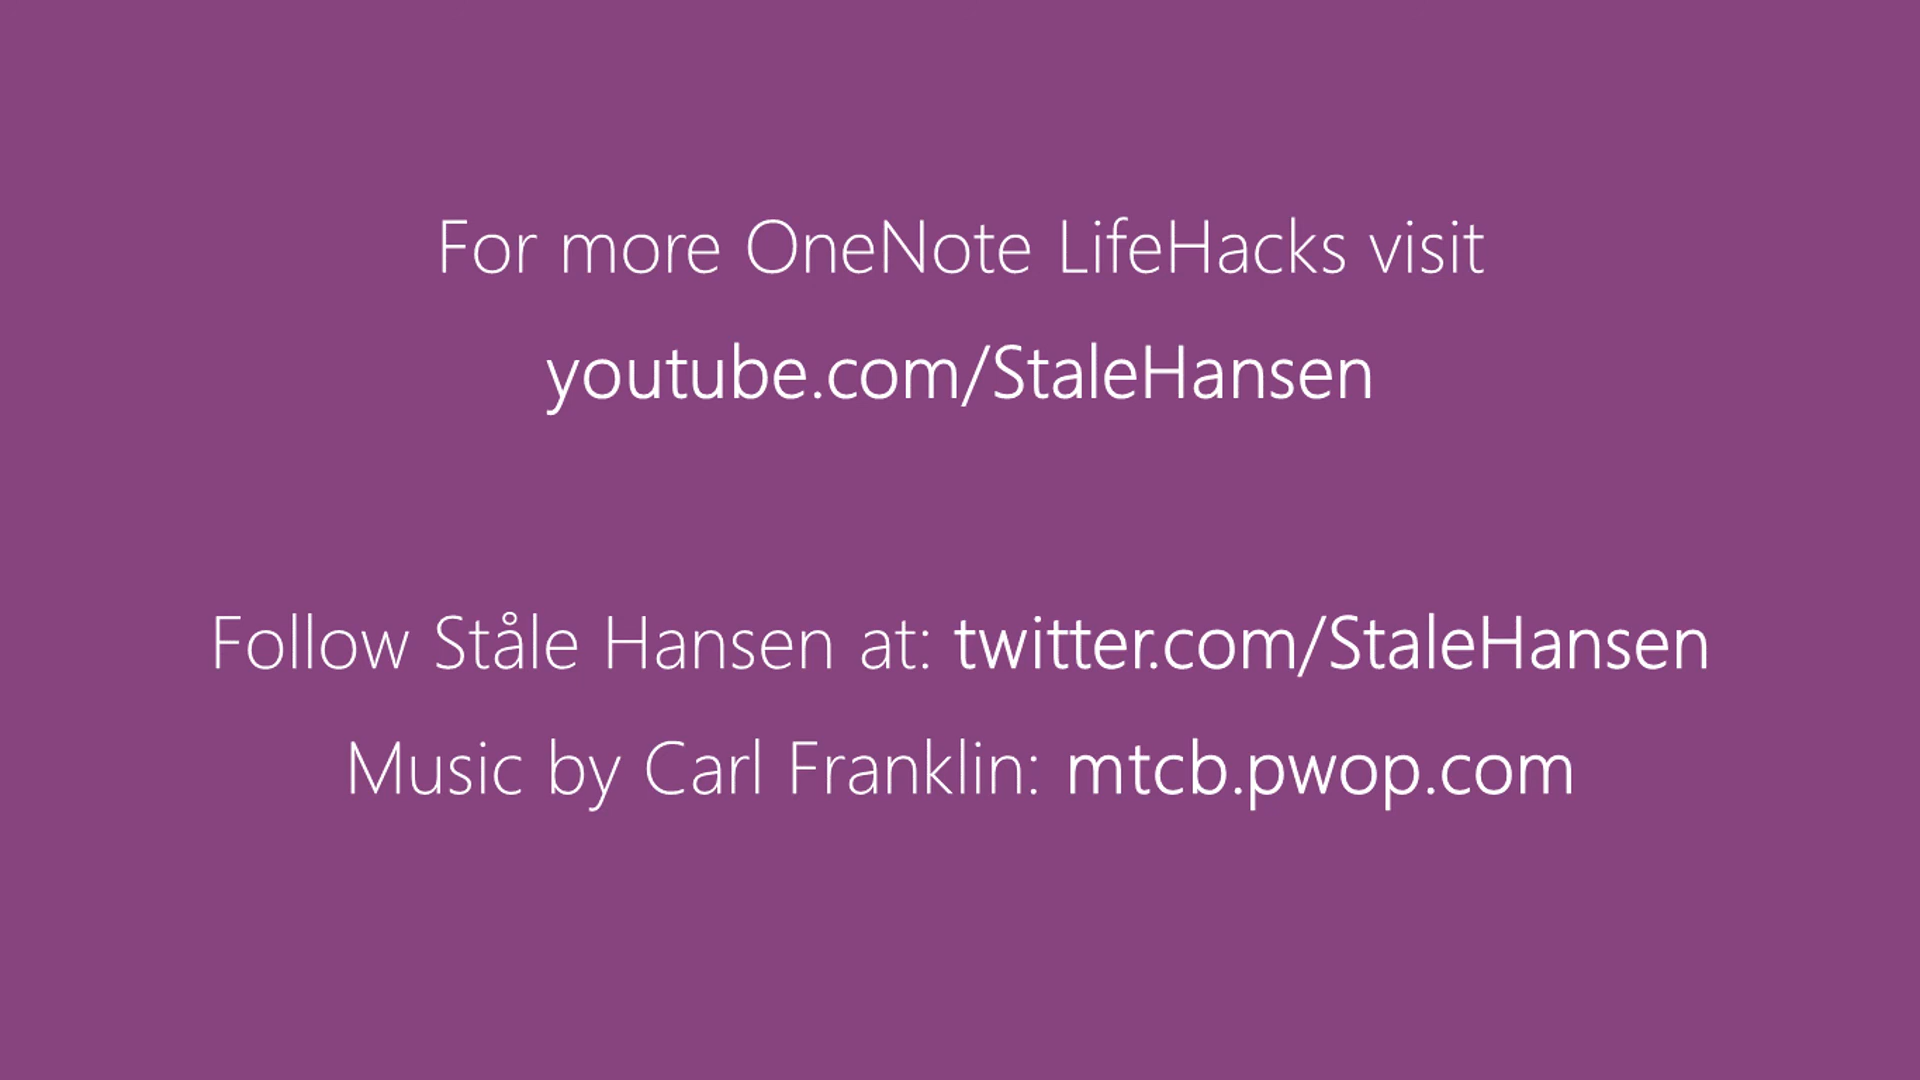 For more OneNote LifeHacks visit
youtube.com/StaleHansen
Follow Ståle Hansen at: twitter.com/StaleHansen
Music by Carl Franklin: mtcb.pwop.com